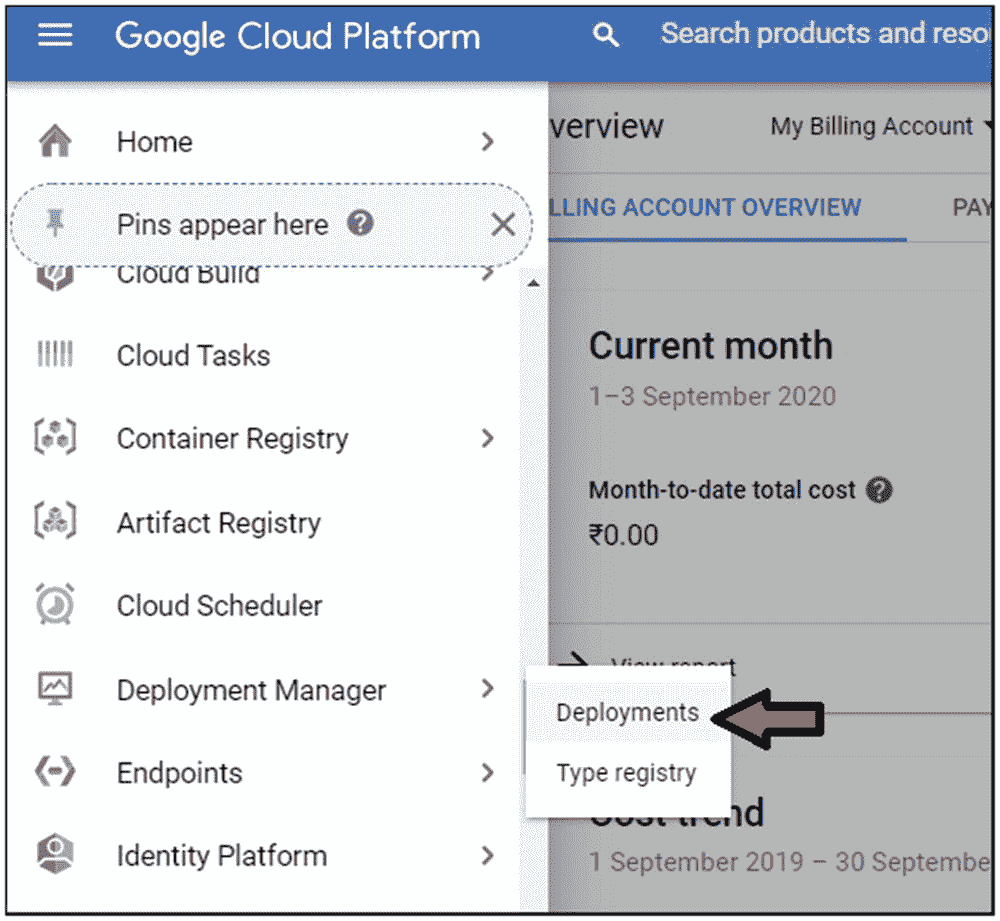 Google Cloud Platform
Search products and reso
Home
Pins appear here
Cloud Build
Cloud Tasks
Container Registry
Artifact Registry
Cloud Scheduler
Deployment Manager
Endpoints
Identity Platform
Deployments
Type registry
verview
My Billing Account
LLING ACCOUNT OVERVIEW
PAY
Current month
1–3 September 2020
Month-to-date total cost
₹0.00
View report
Cost trend
1 September 2019 – 30 Septembe